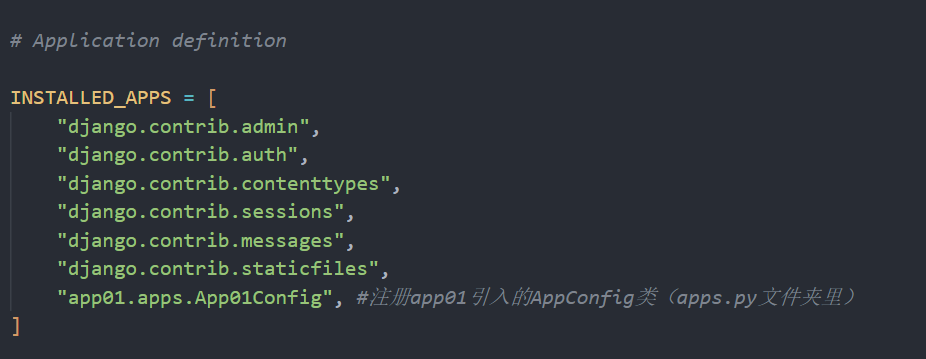 # Application definition
INSTALLED_APPS = [
"django.contrib.admin",
"django.contrib.auth",
"django.contrib.contenttypes",
"django.contrib.sessions",
"django.contrib.messages",
"django.contrib.staticfiles",
"app01.apps.App01Config", #注册app01引入的AppConfig类（apps.py文件夹里）
]